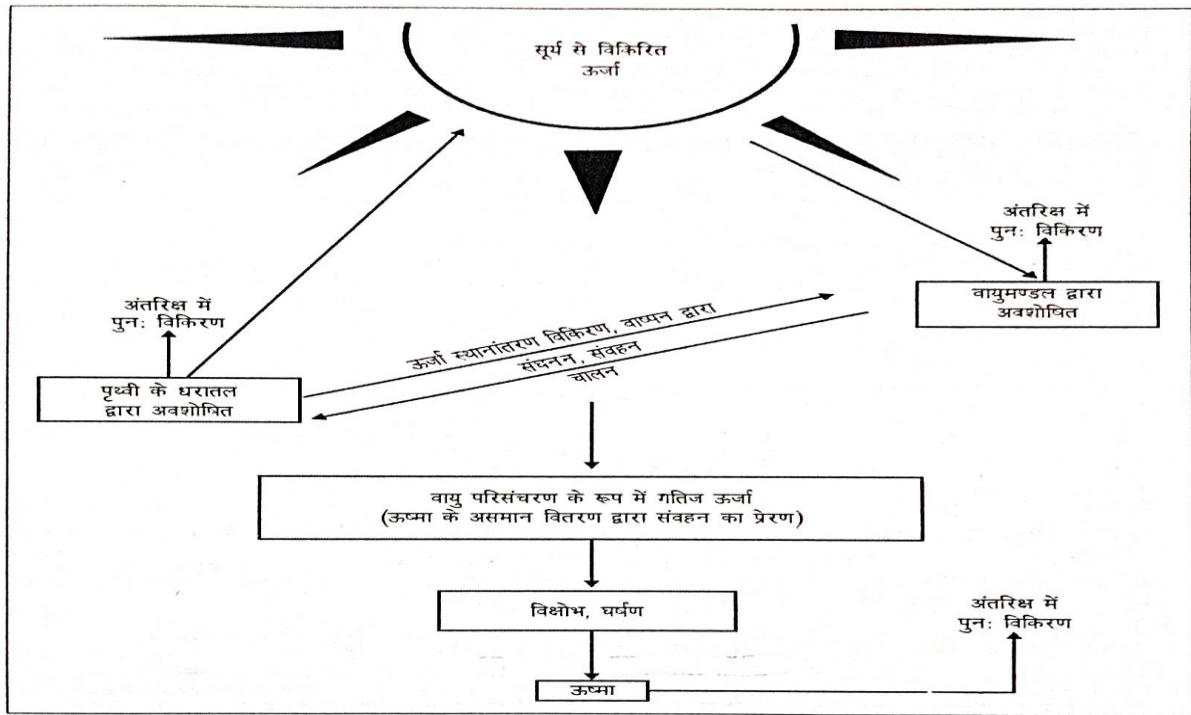 सूर्य से विकिरित
ऊर्जा
अंतरिक्ष में
पुनः विकिरण
वायुमण्डल द्वारा
अवशोषित
अंतरिक्ष में
पुनः विकिरण
पृथ्वी के धरातल
द्वारा अवशोषित
ऊर्जा स्थानांतरण विकिरण, वाष्पन द्वारा
संघनन, संवहन
चालन
वायु परिसंचरण के रूप में गतिज ऊर्जा
(ऊष्मा के असमान वितरण द्वारा संवहन का प्रेरण)
विक्षोभ, घर्षण
अंतरिक्ष में
पुनः विकिरण
ऊष्मा